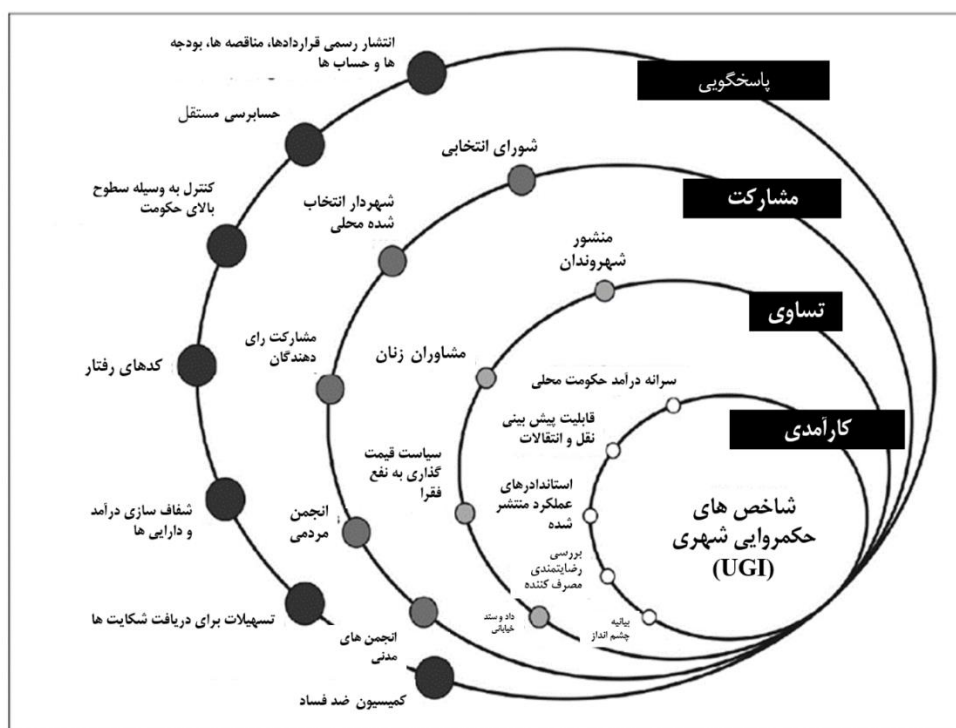 انتشار رسمی قراردادها، مناقصه ها، بودجه
ها و حساب ها
پاسخگویی
حسابرسی مستقل
شورای انتخابی
مشارکت
کنترل به وسیله سطوح
بالای حکومت
شهردار انتخاب
شده محلی
منشور
شهروندان
تساوی
کدهای رفتار
مشارکت رای
دهندگان
مشاوران زنان
سرانه درآمد حکومت محلی
کارآمدی
قابلیت پیش بینی
نقل و انتقالات
سیاست قیمت
گذاری به نفع
فقرا
استاندادرهای
عملکرد منتشر
شده
شاخص های
حکمروایی شهری
(UGI)
شفاف سازی درآمد
و دارایی ها
انجمن
مردمی
بررسی
رضایتمندی
مصرف کننده
تسهیلات برای دریافت شکایت ها
داد و ستد
خیابانی
بیانیه
چشم انداز
انجمن های
مدنی
کمیسیون ضد فساد